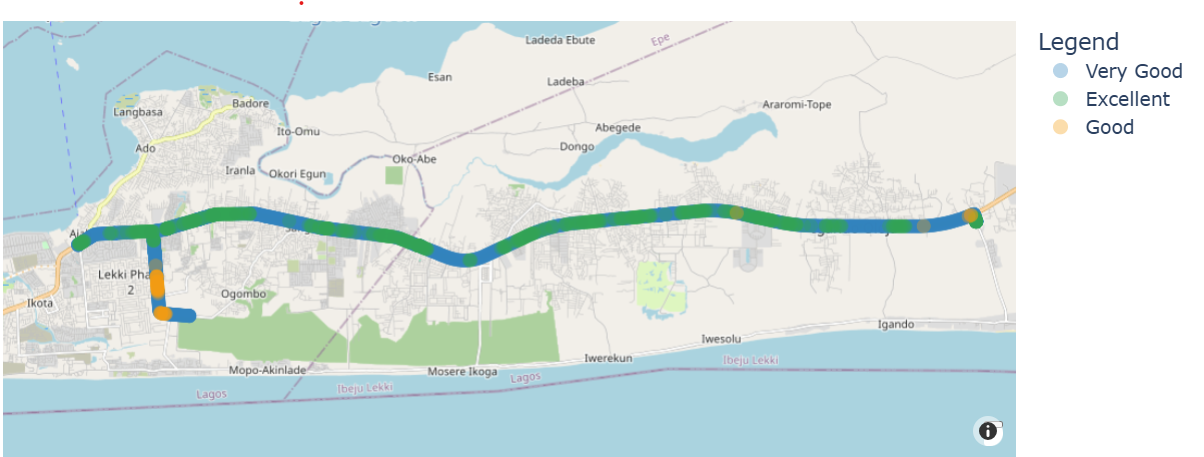 Ladeda Ebute
Epe
Legend
Very Good
Excellent
Good
Esan
Ladeba
Langbasa
Badore
Araromi-Tope
Ito-Omu
Abegede
Ado
Dongo
Oko-Abe
Iranla
Okori Egun
Lekki Pha
2
Ogombo
Ikota
Igando
Iwesolu
Iwerekun
Ibeju Lekki
Mopo-Akinlade
Mosere Ikoga
Lagos
Ibeju Lekki
Lagos